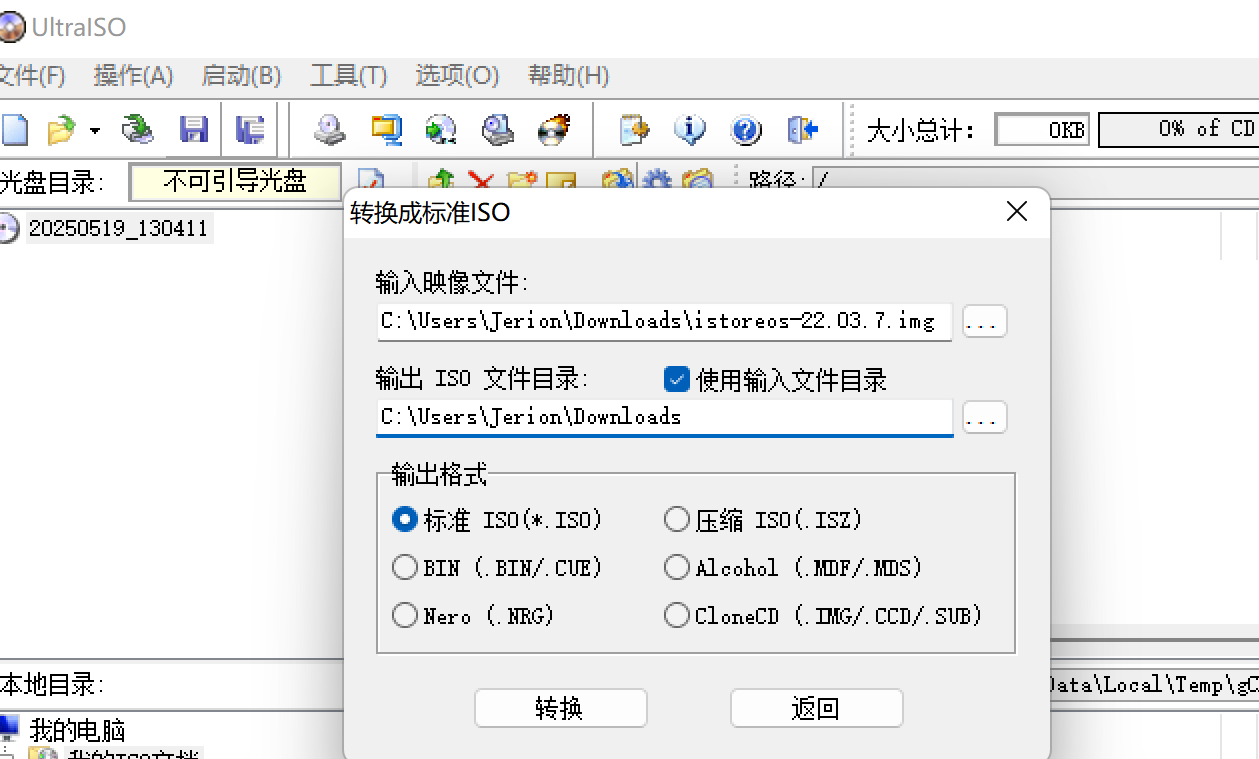 UltraISO
文件(F) 操作(A) 启动(B) 工具(T) 选项(O) 帮助(H)
大小总计: 0KB 0% of CD
光盘目录: 不可引导光盘 路径: /
20250519_130411
转换成标准ISO
输入映像文件:
C:\Users\Jerion\Downloads\istoreos-22.03.7.img ...
输出 ISO 文件目录: 使用输入文件目录
C:\Users\Jerion\Downloads ...
输出格式
标准 ISO(*.ISO) 压缩 ISO(.ISZ)
BIN (.BIN/.CUE) Alcohol (.MDF/.MDS)
Nero (.NRG) CloneCD (.IMG/.CCD/.SUB)
转换 返回
本地目录: Data\Local\Temp\gC
我的电脑
我的ISO文档